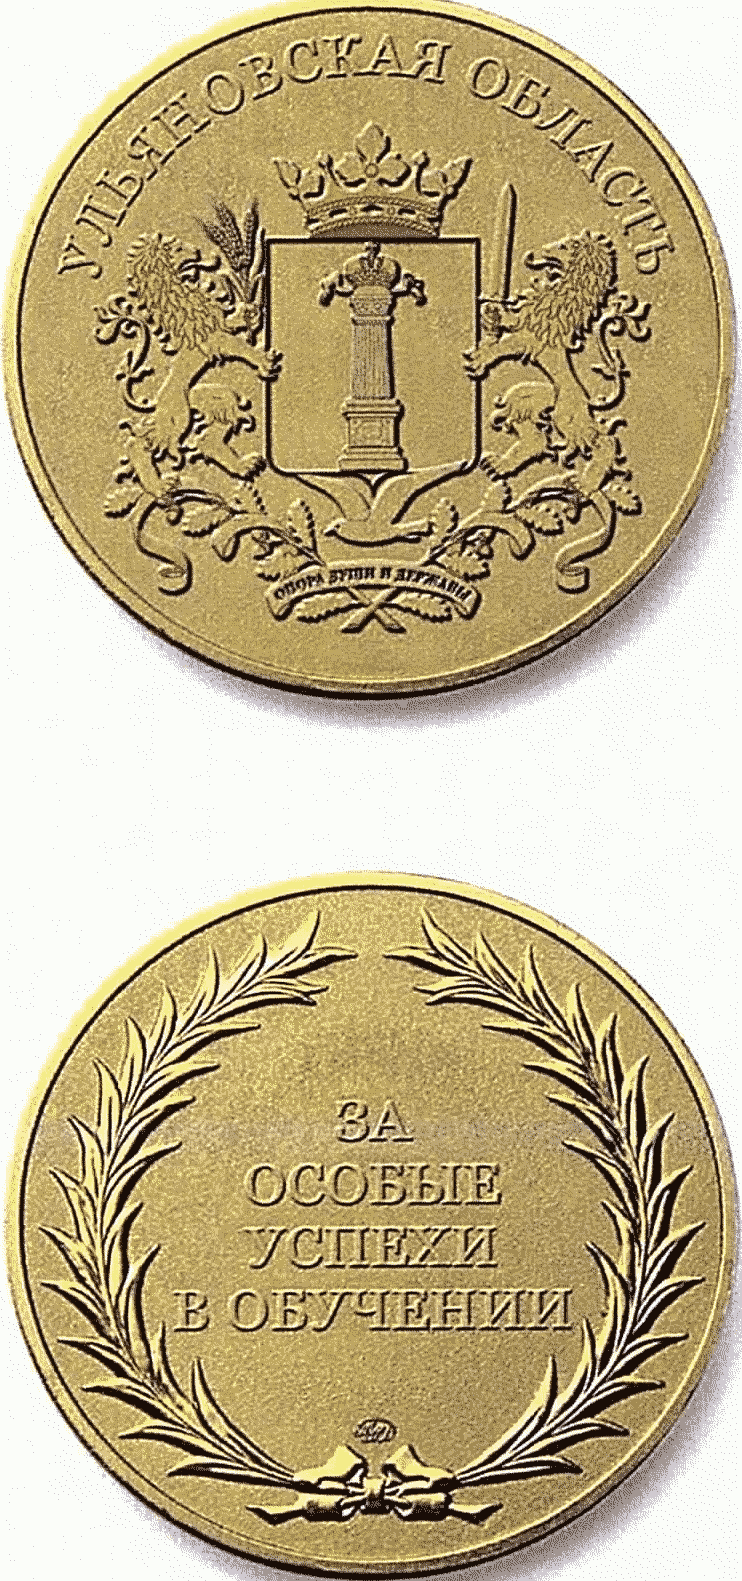 УЛЬЯНОВСКАЯ ОБЛАСТЬ
ОПОРА ДУШИ И ДЕРЖАВЫ
ЗА
ОСОБЫЕ
УСПЕХИ
В ОБУЧЕНИИ